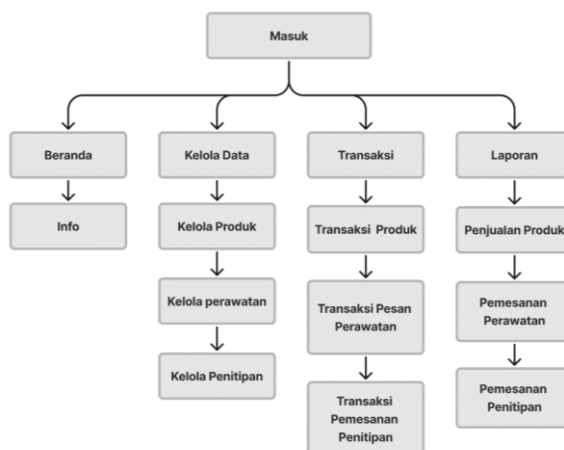 Masuk
Beranda
Kelola Data
Transaksi
Laporan
Info
Kelola Produk
Transaksi Produk
Penjualan Produk
Kelola perawatan
Transaksi Pesan
Perawatan
Pemesanan
Perawatan
Kelola Penitipan
Transaksi
Pemesanan
Penitipan
Pemesanan
Penitipan